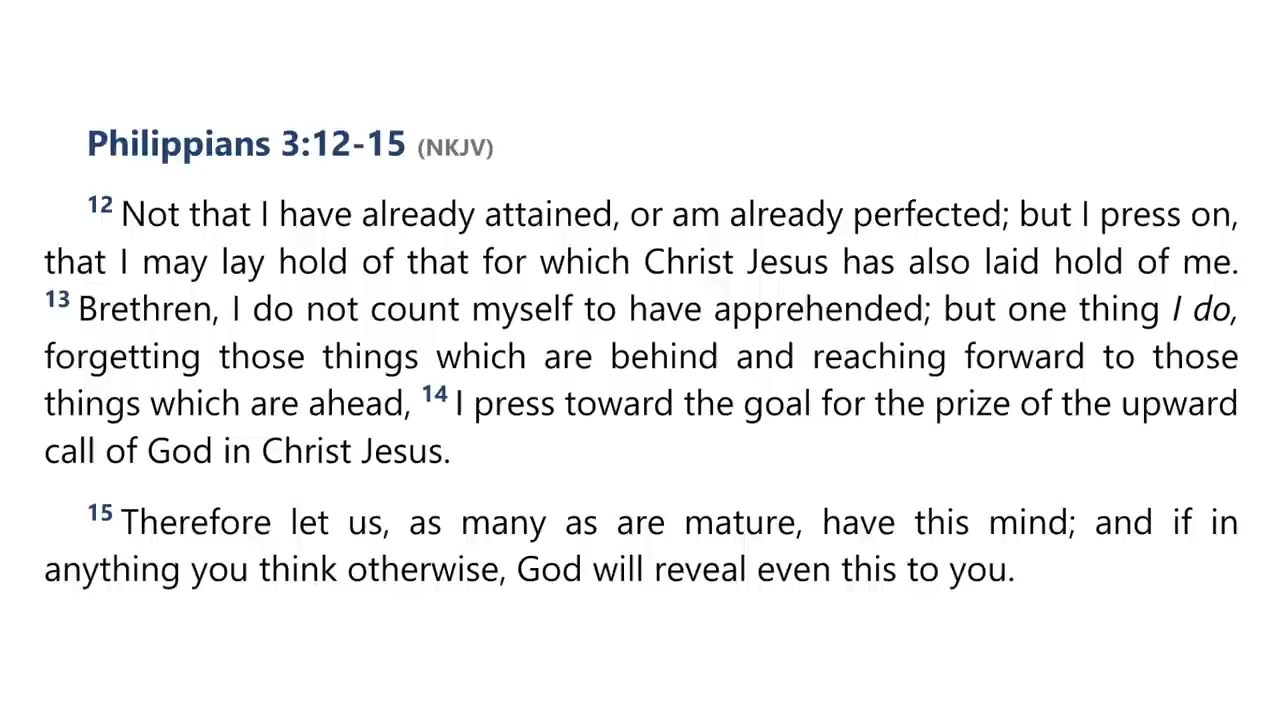 Philippians 3:12-15 (NKJV)
12 Not that I have already attained, or am already perfected; but I press on,
that I may lay hold of that for which Christ Jesus has also laid hold of me.
13 Brethren, I do not count myself to have apprehended; but one thing I do,
forgetting those things which are behind and reaching forward to those
things which are ahead, 14 I press toward the goal for the prize of the upward
call of God in Christ Jesus.
15 Therefore let us, as many as are mature, have this mind; and if in
anything you think otherwise, God will reveal even this to you.